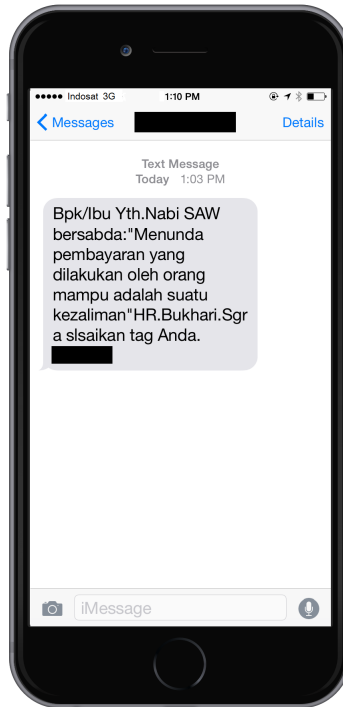 Indosat 3G 1:10 PM
Messages Details
Text Message
Today 1:03 PM
Bpk/Ibu Yth.Nabi SAW
bersabda:"Menunda
pembayaran yang
dilakukan oleh orang
mampu adalah suatu
kezaliman"HR.Bukhari.Sgr
a slsaikan tag Anda.
iMessage